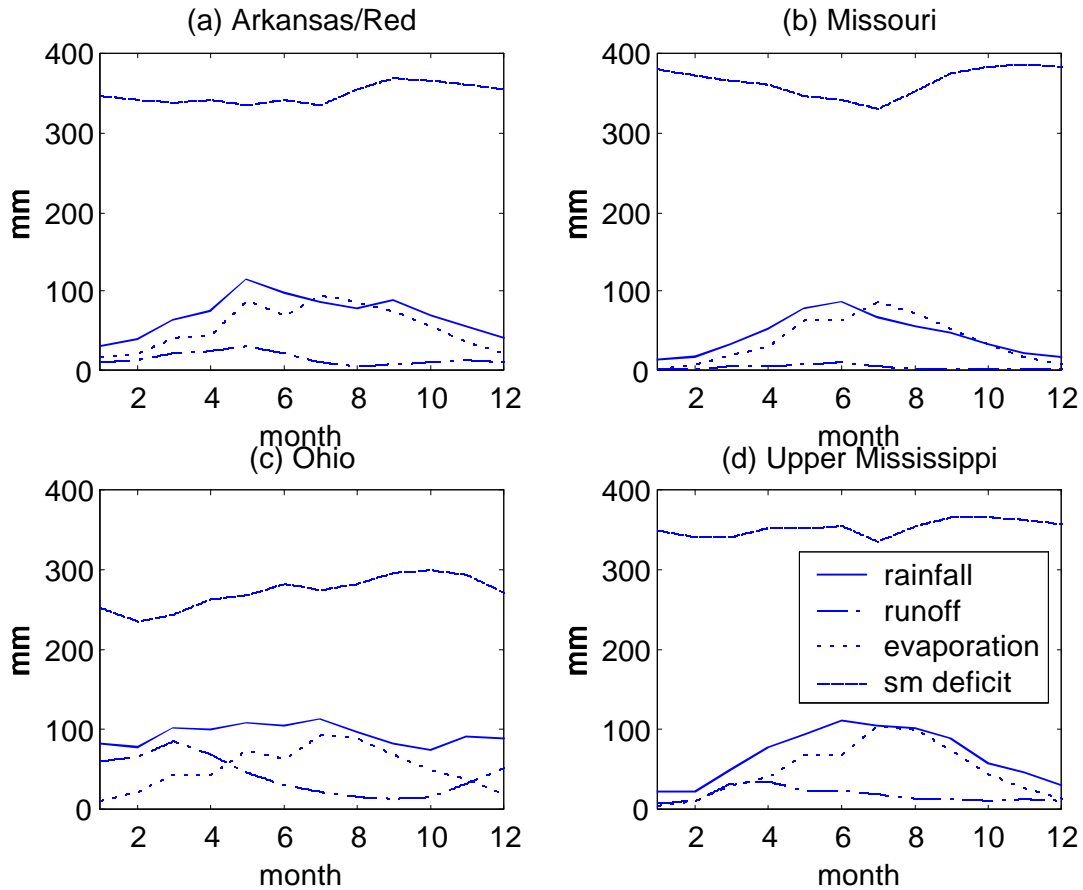 (a) Arkansas/Red
400
300
200
100
0
mm
2 4 6 8 10 12
month
(b) Missouri
400
300
200
100
0
mm
2 4 6 8 10 12
month
(c) Ohio
400
300
200
100
0
mm
2 4 6 8 10 12
month
(d) Upper Mississippi
400
300
200
100
0
mm
rainfall
runoff
evaporation
sm deficit
2 4 6 8 10 12
month